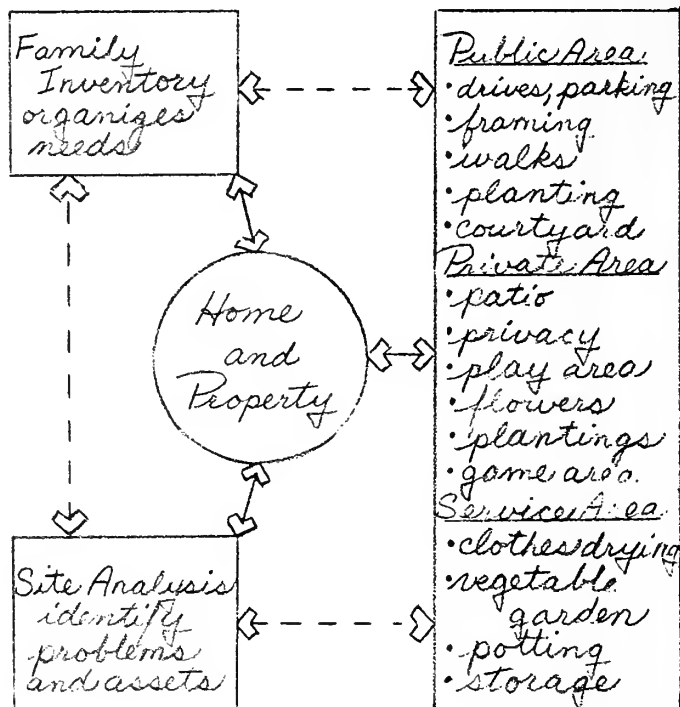 Family
Inventory
organizes
needs
Home
and
Property
Site Analysis
identify
problems
and assets
Public Area
•drives, parking
•framing
•walks
•planting
•courtyard
Private Area
•patio
•privacy
•play area
•flowers
•plantings
•game area
Service Area
•clothes drying
•vegetable
garden
•potting
•storage